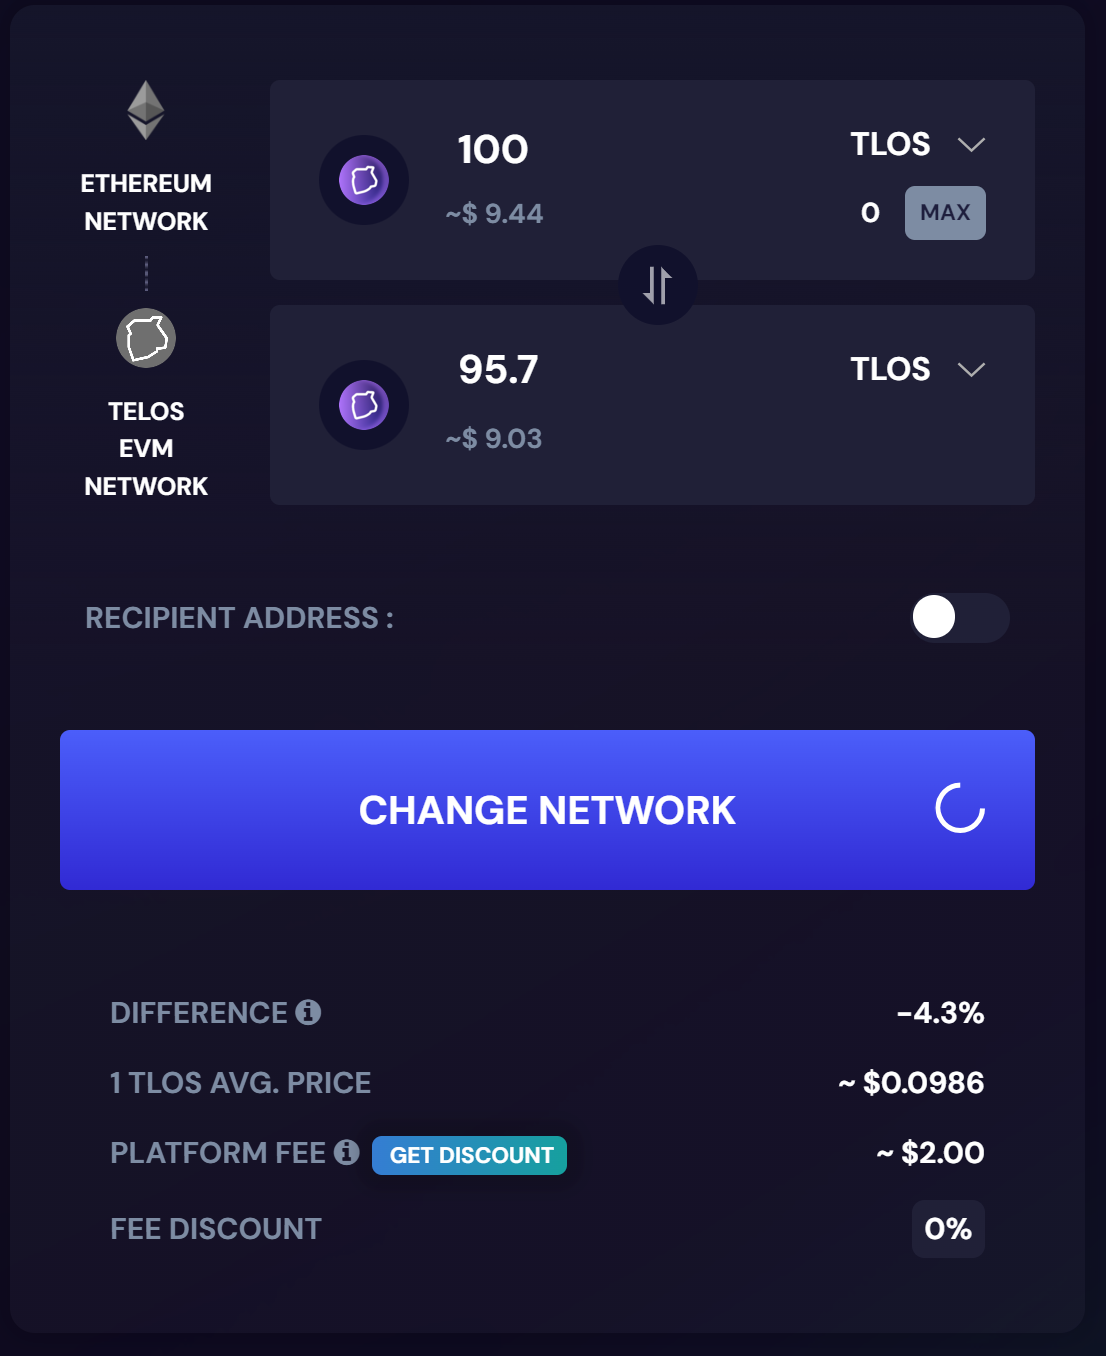 ETHEREUM
NETWORK
100
TLOS
~$ 9.44
0 MAX
TELOS
EVM
NETWORK
95.7
TLOS
~$ 9.03
RECIPIENT ADDRESS :
CHANGE NETWORK
DIFFERENCE -4.3%
1 TLOS AVG. PRICE ~ $0.0986
PLATFORM FEE GET DISCOUNT ~ $2.00
FEE DISCOUNT 0%